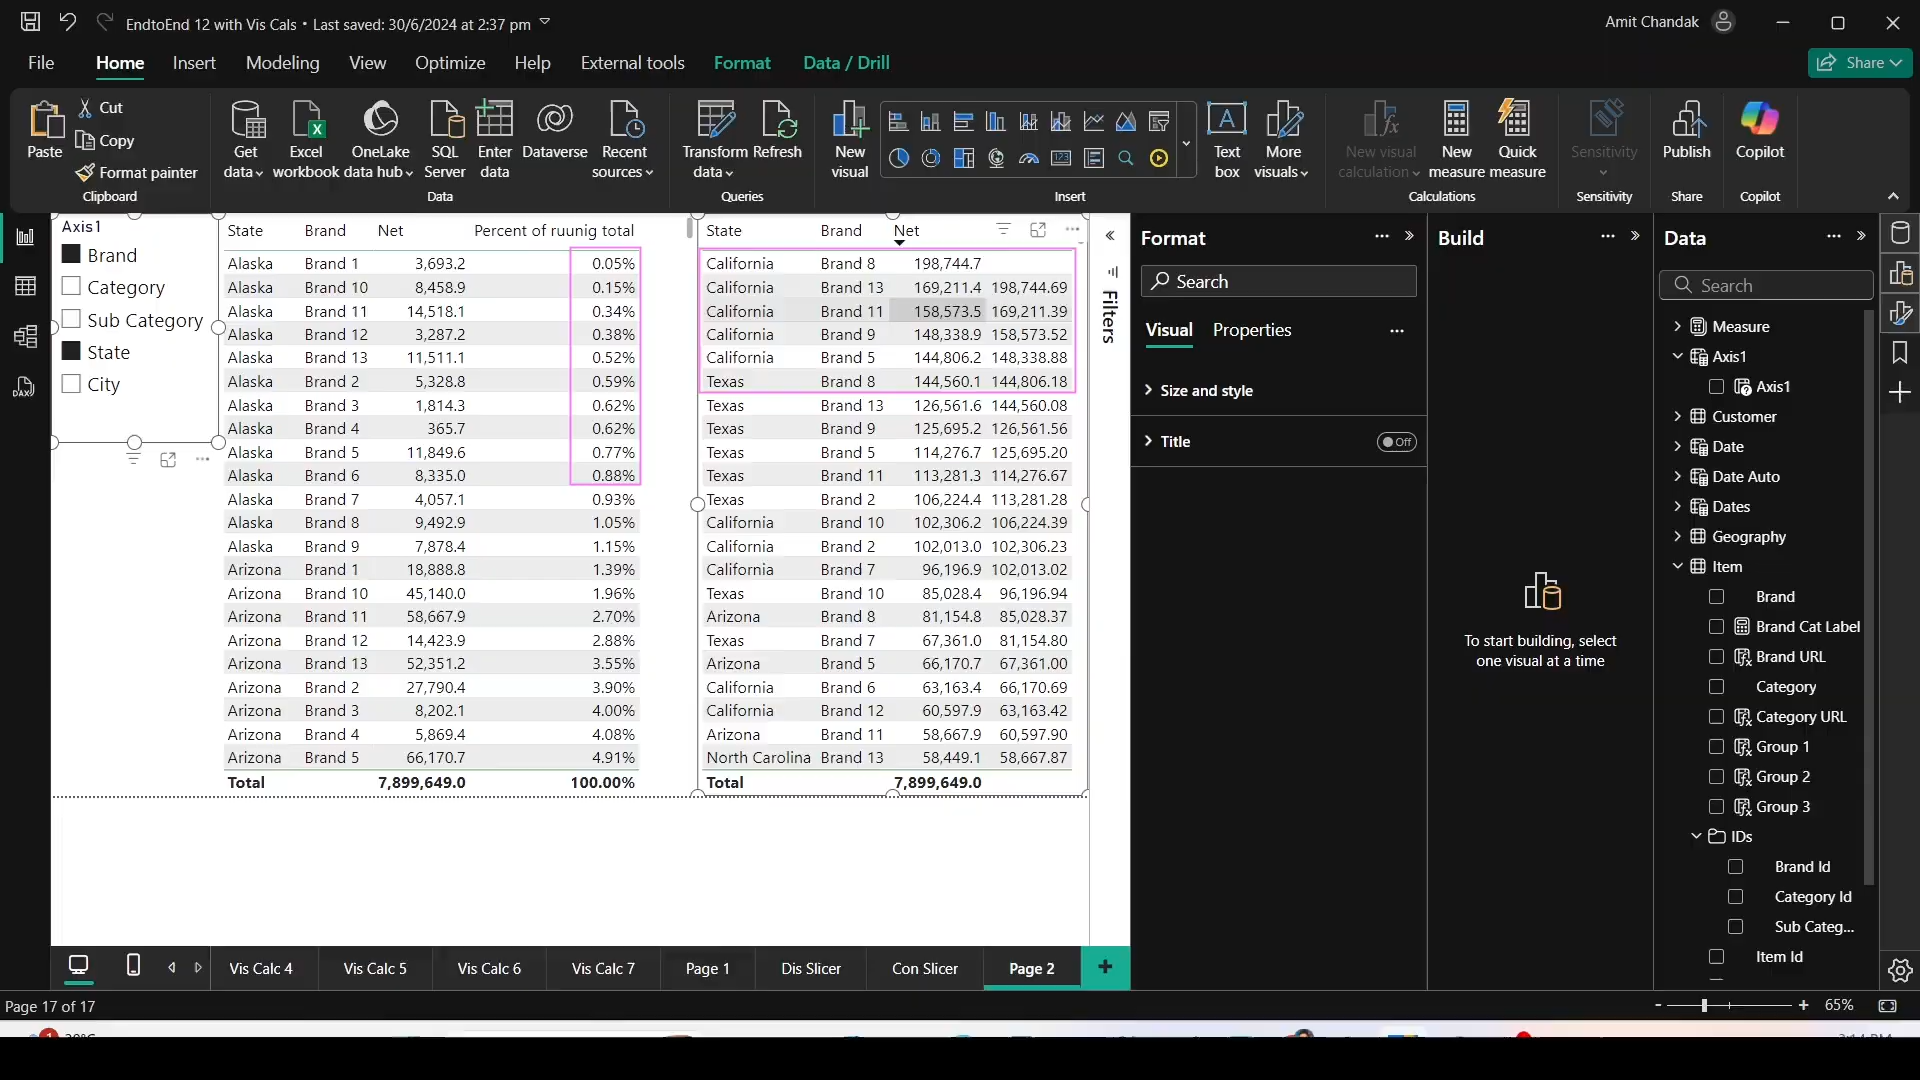 EndtoEnd 12 with Vis Cals • Last saved: 30/6/2024 at 2:37 pm
Amit Chandak
File Home Insert Modeling View Optimize Help External tools Format Data / Drill
Share
Paste
Cut
Copy
Format painter
Clipboard
Get data
Excel workbook
OneLake data hub
SQL Server
Enter data
Dataverse
Recent sources
Data
Transform data
Refresh
Queries
New visual
Text box
More visuals
Insert
New visual calculation
New measure
Quick measure
Calculations
Sensitivity
Sensitivity
Publish
Share
Copilot
Copilot
Axis1
Brand
Category
Sub Category
State
City
State Brand Net Percent of ruunig total
Alaska Brand 1 3,693.2 0.05%
Alaska Brand 10 8,458.9 0.15%
Alaska Brand 11 14,518.1 0.34%
Alaska Brand 12 3,287.2 0.38%
Alaska Brand 13 11,511.1 0.52%
Alaska Brand 2 5,328.8 0.59%
Alaska Brand 3 1,814.3 0.62%
Alaska Brand 4 365.7 0.62%
Alaska Brand 5 11,849.6 0.77%
Alaska Brand 6 8,335.0 0.88%
Alaska Brand 7 4,057.1 0.93%
Alaska Brand 8 9,492.9 1.05%
Alaska Brand 9 7,878.4 1.15%
Arizona Brand 1 18,888.8 1.39%
Arizona Brand 10 45,140.0 1.96%
Arizona Brand 11 58,667.9 2.70%
Arizona Brand 12 14,423.9 2.88%
Arizona Brand 13 52,351.2 3.55%
Arizona Brand 2 27,790.4 3.90%
Arizona Brand 3 8,202.1 4.00%
Arizona Brand 4 5,869.4 4.08%
Arizona Brand 5 66,170.7 4.91%
Total 7,899,649.0 100.00%
State Brand Net
California Brand 8 198,744.7
California Brand 13 169,211.4 198,744.69
California Brand 11 158,573.5 169,211.39
California Brand 9 148,338.9 158,573.52
California Brand 5 144,806.2 148,338.88
Texas Brand 8 144,560.1 144,806.18
Texas Brand 13 126,561.6 144,560.08
Texas Brand 9 125,695.2 126,561.56
Texas Brand 5 114,276.7 125,695.20
Texas Brand 11 113,281.3 114,276.67
Texas Brand 2 106,224.4 113,281.28
California Brand 10 102,306.2 106,224.39
California Brand 2 102,013.0 102,306.23
California Brand 7 96,196.9 102,013.02
Texas Brand 10 85,028.4 96,196.94
Arizona Brand 8 81,154.8 85,028.37
Texas Brand 7 67,361.0 81,154.80
Arizona Brand 5 66,170.7 67,361.00
California Brand 6 63,163.4 66,170.69
California Brand 12 60,597.9 63,163.42
Arizona Brand 11 58,667.9 60,597.90
North Carolina Brand 13 58,449.1 58,667.87
Total 7,899,649.0
Filters
Format
Search
Visual Properties
Size and style
Title Off
Build
To start building, select
one visual at a time
Data
Search
Measure
Axis1
Axis1
Customer
Date
Date Auto
Dates
Geography
Item
Brand
Brand Cat Label
Brand URL
Category
Category URL
Group 1
Group 2
Group 3
IDs
Brand Id
Category Id
Sub Categ...
Item Id
DAX
Vis Calc 4 Vis Calc 5 Vis Calc 6 Vis Calc 7 Page 1 Dis Slicer Con Slicer Page 2
Page 17 of 17
- + 65%